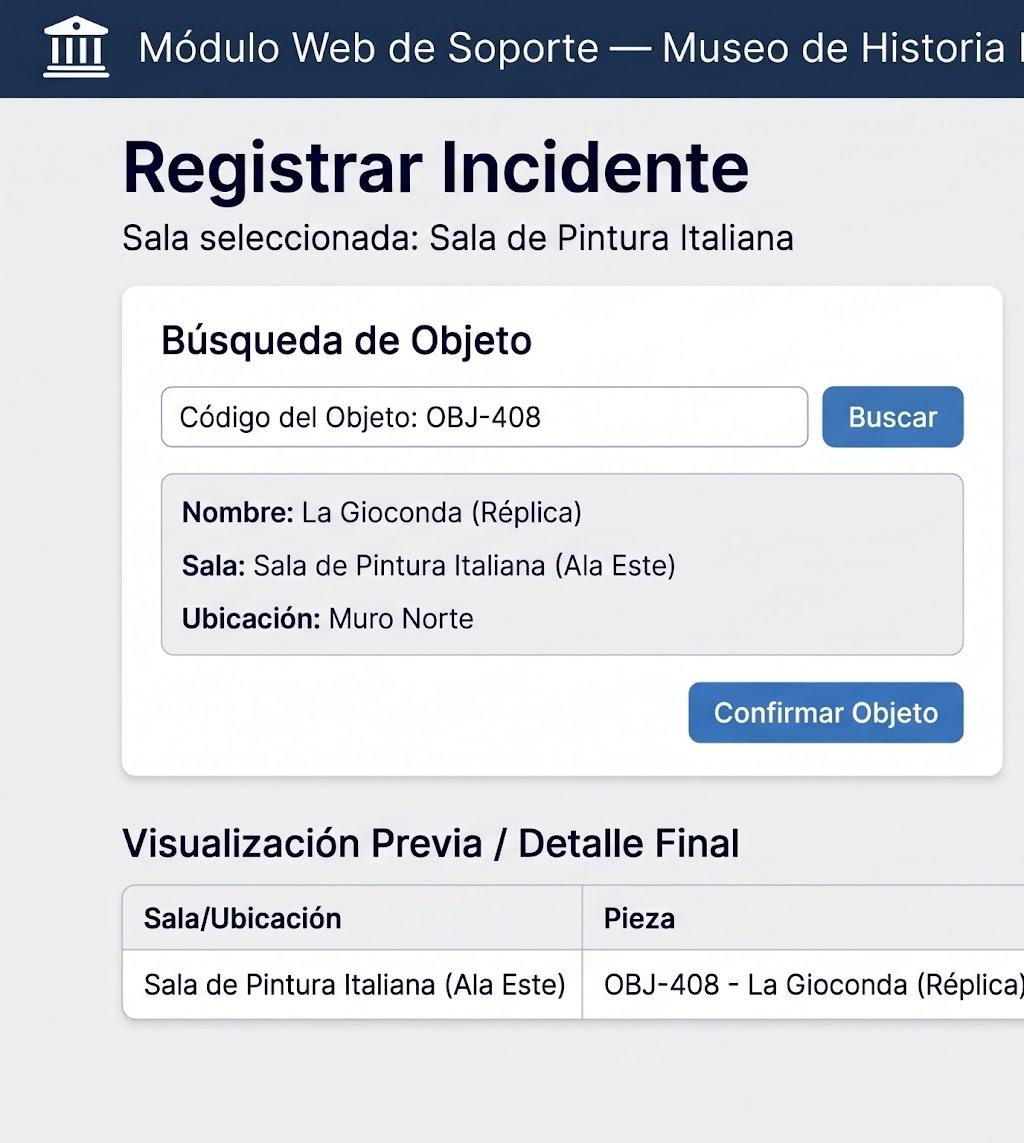 Módulo Web de Soporte — Museo de Historia
Registrar Incidente
Sala seleccionada: Sala de Pintura Italiana
Búsqueda de Objeto
Código del Objeto: OBJ-408
Buscar
Nombre: La Gioconda (Réplica)
Sala: Sala de Pintura Italiana (Ala Este)
Ubicación: Muro Norte
Confirmar Objeto
Visualización Previa / Detalle Final
Sala/Ubicación Pieza
Sala de Pintura Italiana (Ala Este) OBJ-408 - La Gioconda (Réplica)